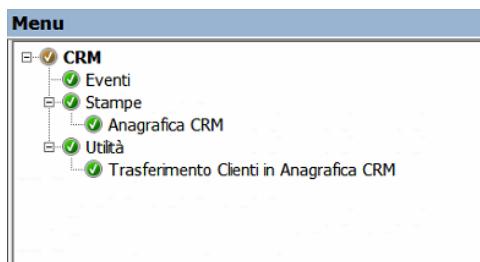 Menu
CRM
Eventi
Stampe
Anagrafica CRM
Utilità
Trasferimento Clienti in Anagrafica CRM